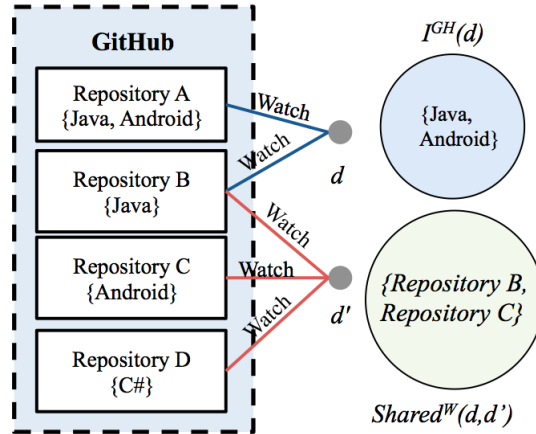 GitHub
Repository A
{Java, Android}
Repository B
{Java}
Repository C
{Android}
Repository D
{C#}
Watch
Watch
Watch
Watch
Watch
d
d'
I^GH(d)
{Java,
Android}
{Repository B,
Repository C}
Shared^W(d,d')